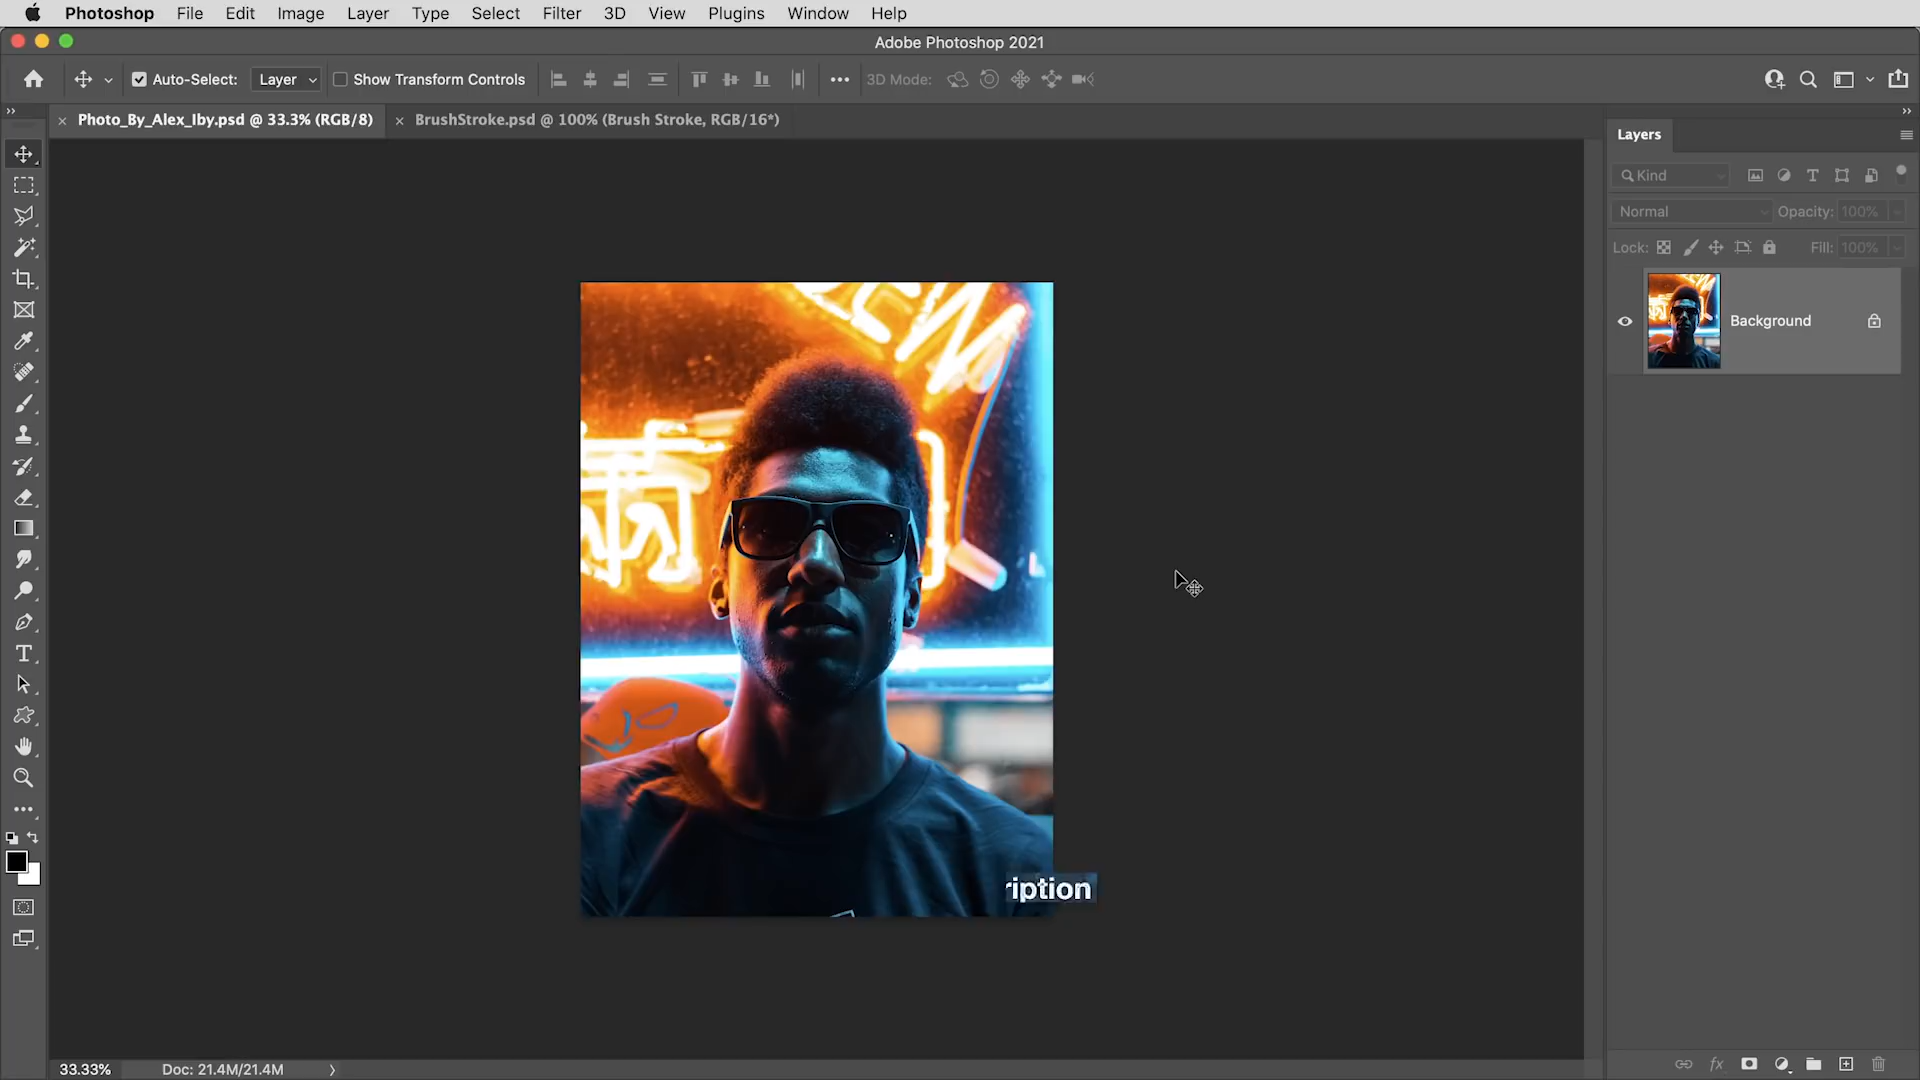 Photoshop File Edit Image Layer Type Select Filter 3D View Plugins Window Help
Adobe Photoshop 2021
Auto-Select: Layer Show Transform Controls 3D Mode:
Photo_By_Alex_Iby.psd @ 33.3% (RGB/8) BrushStroke.psd @ 100% (Brush Stroke, RGB/16*)
Layers
Kind
Normal Opacity: 100%
Lock: Fill: 100%
Background
ription
33.33% Doc: 21.4M/21.4M